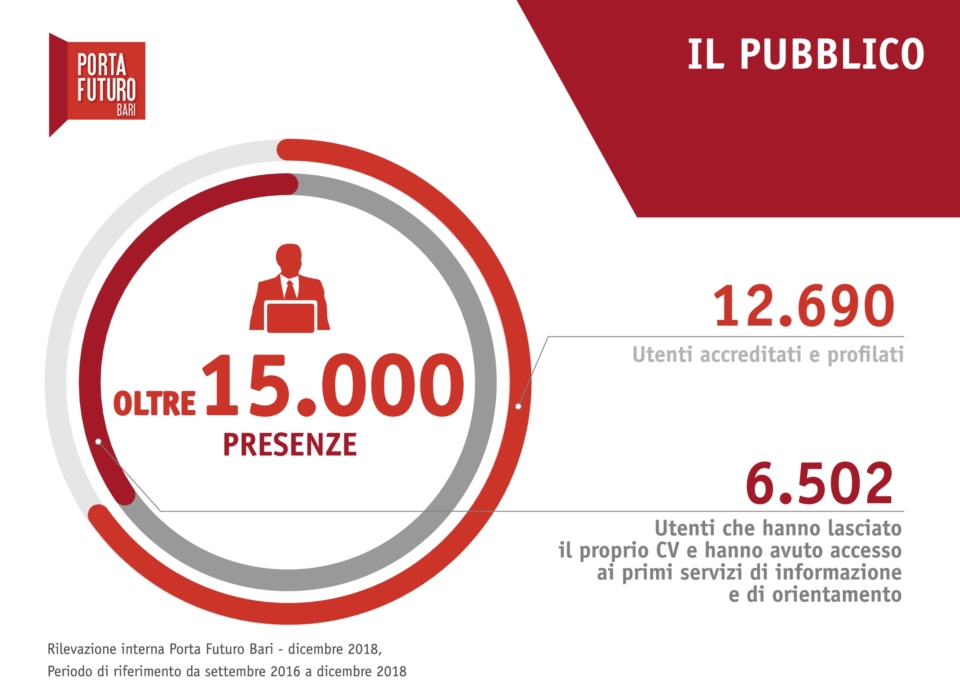 PORTA
FUTURO
BARI
IL PUBBLICO
OLTRE 15.000
PRESENZE
12.690
Utenti accreditati e profilati
6.502
Utenti che hanno lasciato
il proprio CV e hanno avuto accesso
ai primi servizi di informazione
e di orientamento
Rilevazione interna Porta Futuro Bari - dicembre 2018,
Periodo di riferimento da settembre 2016 a dicembre 2018